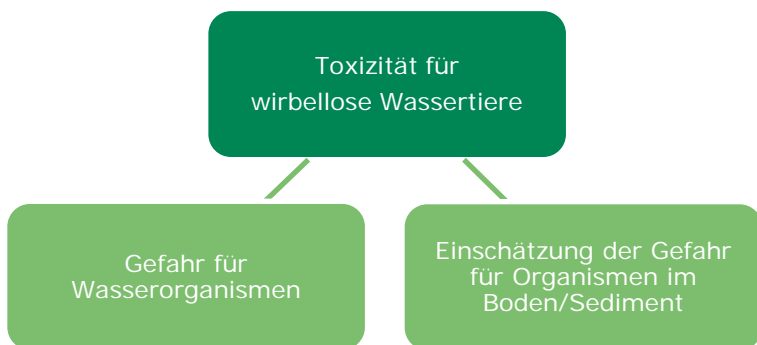 Toxizität für
wirbellose Wassertiere
Gefahr für
Wasserorganismen
Einschätzung der Gefahr
für Organismen im
Boden/Sediment